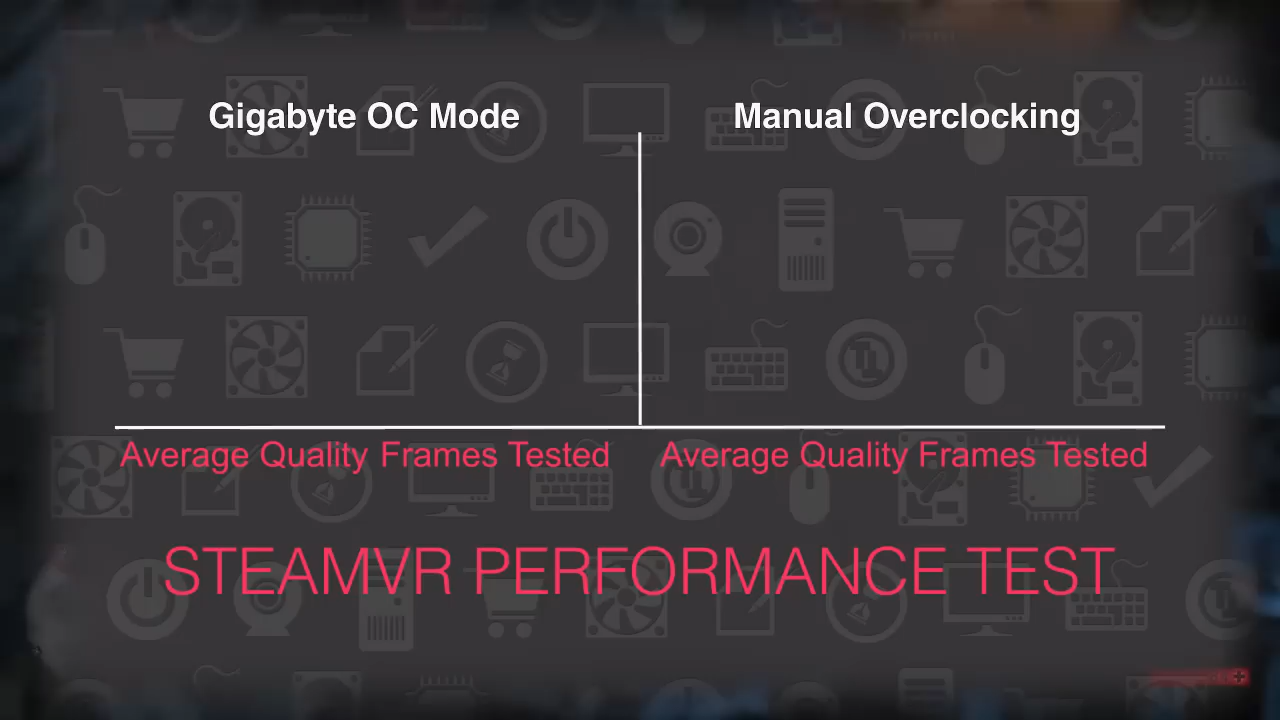 Gigabyte OC Mode
Manual Overclocking
Average Quality Frames Tested
Average Quality Frames Tested
STEAMVR PERFORMANCE TEST